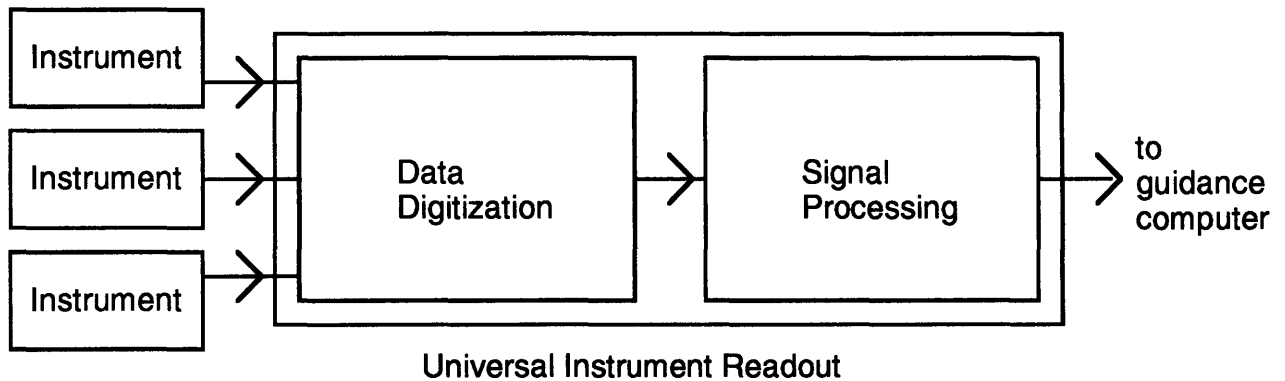 Instrument
Instrument
Instrument
Data
Digitization
Signal
Processing
to
guidance
computer
Universal Instrument Readout